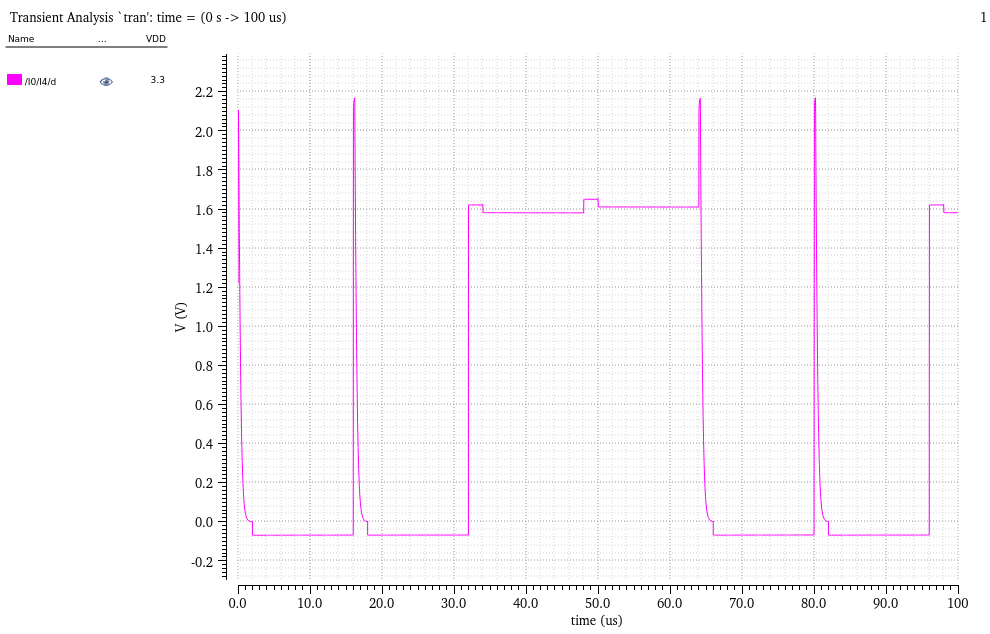 Transient Analysis `tran': time = (0 s -> 100 us)
1
Name ... VDD
/I0/I4/d 3.3
2.2
2.0
1.8
1.6
1.4
1.2
1.0
0.8
0.6
0.4
0.2
0.0
-0.2
V (V)
0.0 10.0 20.0 30.0 40.0 50.0 60.0 70.0 80.0 90.0 100
time (us)